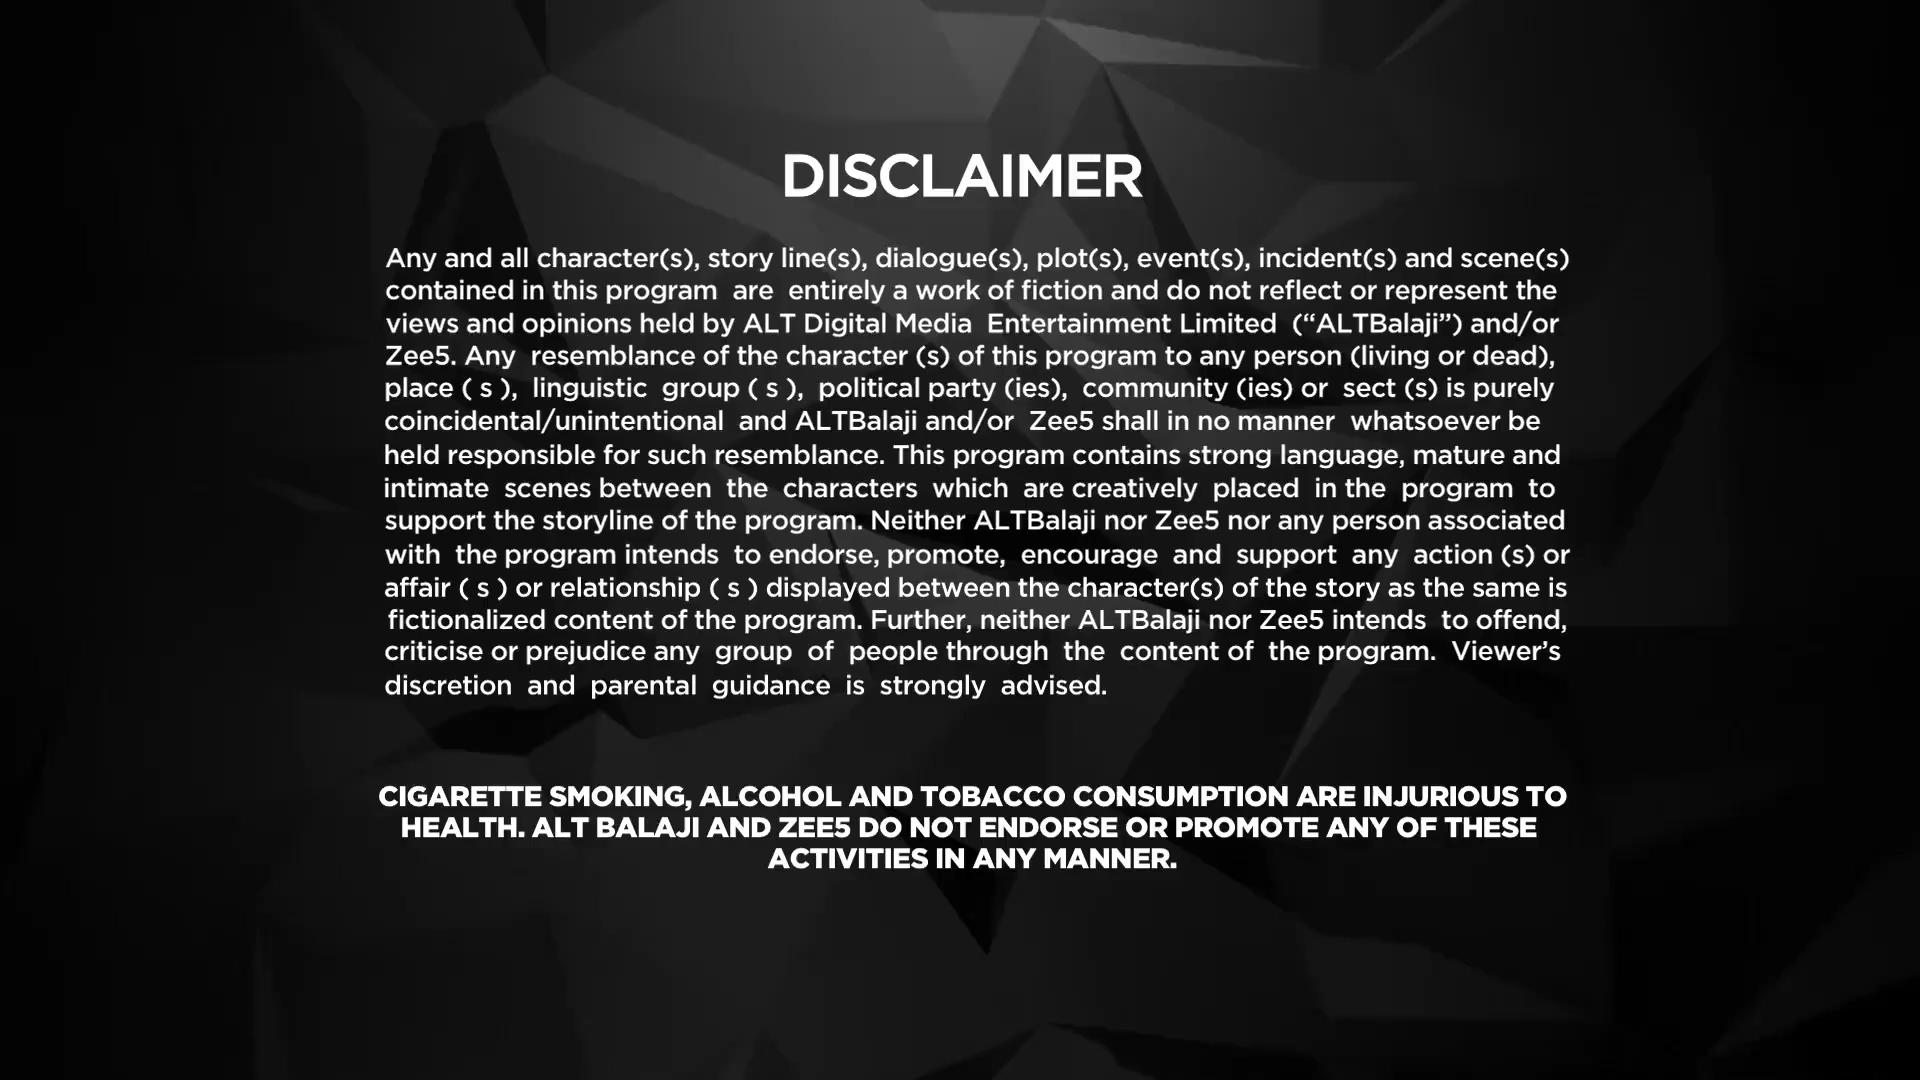 DISCLAIMER
Any and all character(s), story line(s), dialogue(s), plot(s), event(s), incident(s) and scene(s)
contained in this program are entirely a work of fiction and do not reflect or represent the
views and opinions held by ALT Digital Media Entertainment Limited (“ALTBalaji”) and/or
Zee5. Any resemblance of the character (s) of this program to any person (living or dead),
place ( s ), linguistic group ( s ), political party (ies), community (ies) or sect (s) is purely
coincidental/unintentional and ALTBalaji and/or Zee5 shall in no manner whatsoever be
held responsible for such resemblance. This program contains strong language, mature and
intimate scenes between the characters which are creatively placed in the program to
support the storyline of the program. Neither ALTBalaji nor Zee5 nor any person associated
with the program intends to endorse, promote, encourage and support any action (s) or
affair ( s ) or relationship ( s ) displayed between the character(s) of the story as the same is
fictionalized content of the program. Further, neither ALTBalaji nor Zee5 intends to offend,
criticise or prejudice any group of people through the content of the program. Viewer’s
discretion and parental guidance is strongly advised.
CIGARETTE SMOKING, ALCOHOL AND TOBACCO CONSUMPTION ARE INJURIOUS TO
HEALTH. ALT BALAJI AND ZEE5 DO NOT ENDORSE OR PROMOTE ANY OF THESE
ACTIVITIES IN ANY MANNER.